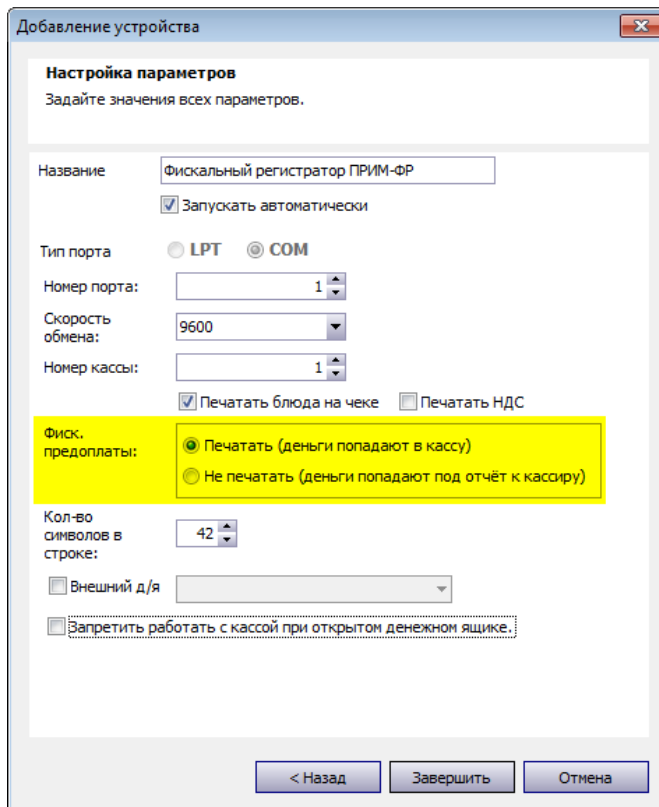 Добавление устройства
Настройка параметров
Задайте значения всех параметров.
Название
Фискальный регистратор ПРИМ-ФР
Запускать автоматически
Тип порта
LPT
COM
Номер порта:
1
Скорость
обмена:
9600
Номер кассы:
1
Печатать блюда на чеке
Печатать НДС
Фиск.
предоплаты:
Печатать (деньги попадают в кассу)
Не печатать (деньги попадают под отчёт к кассиру)
Кол-во
символов в
строке:
42
Внешний д/я
Запретить работать с кассой при открытом денежном ящике.
< Назад
Завершить
Отмена